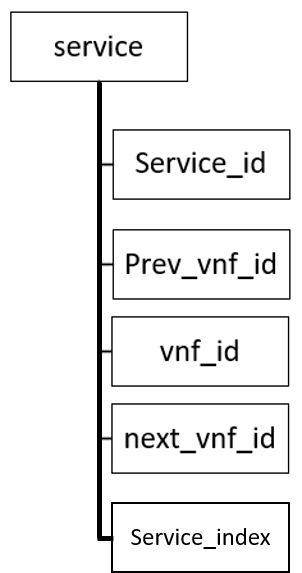 service
Service_id
Prev_vnf_id
vnf_id
next_vnf_id
Service_index